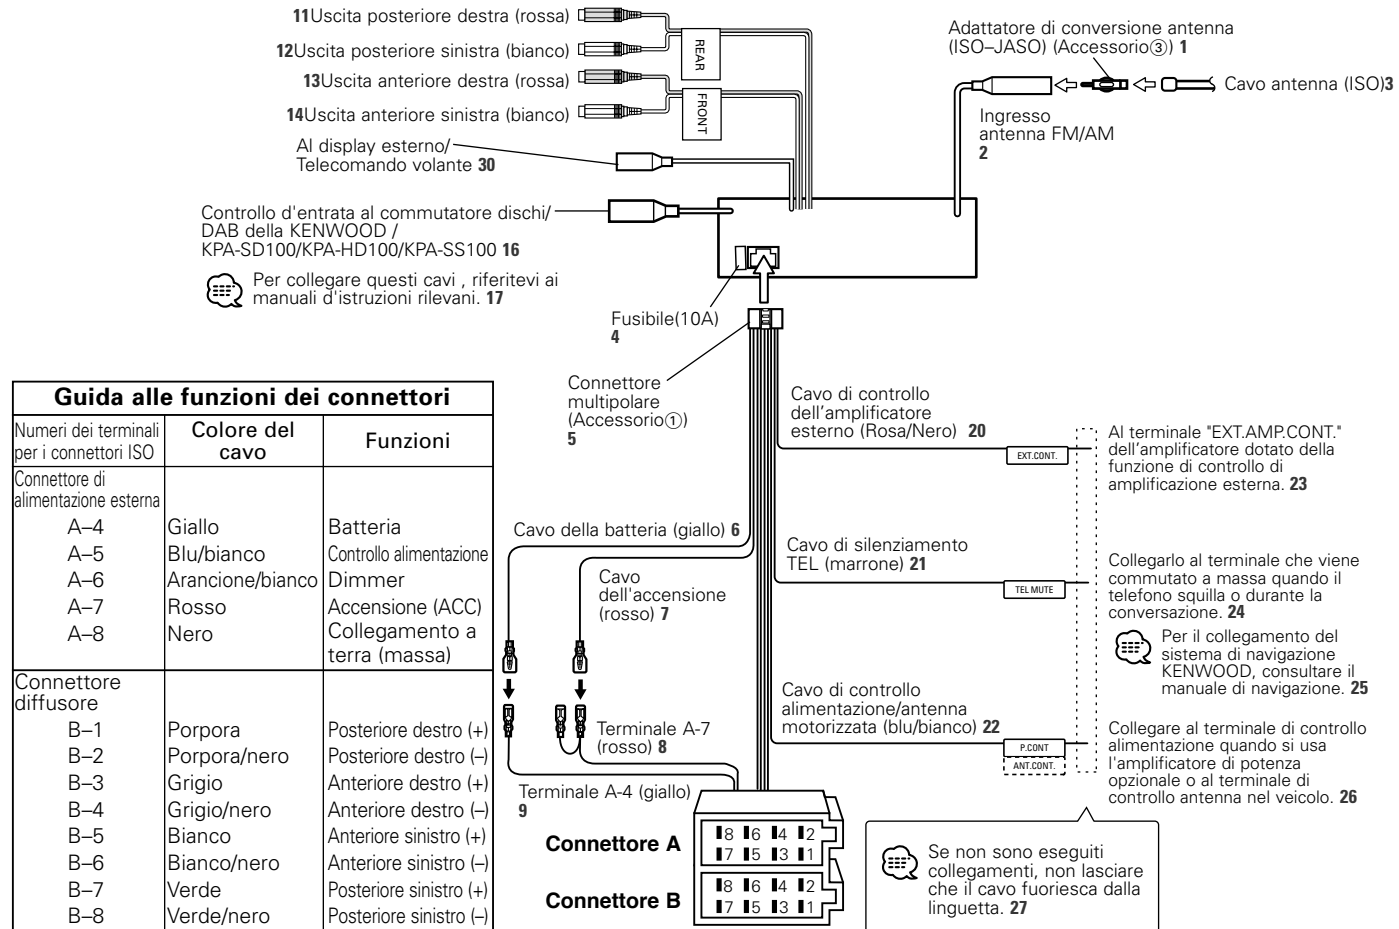 11Uscita posteriore destra (rossa)
12Uscita posteriore sinistra (bianco)
13Uscita anteriore destra (rossa)
14Uscita anteriore sinistra (bianco)
REAR
FRONT
Al display esterno/
Telecomando volante 30
Controllo d'entrata al commutatore dischi/
DAB della KENWOOD /
KPA-SD100/KPA-HD100/KPA-SS100 16
Per collegare questi cavi , riferitevi ai
manuali d'istruzioni rilevani. 17
Adattatore di conversione antenna
(ISO–JASO) (Accessorio③) 1
Cavo antenna (ISO)3
Ingresso
antenna FM/AM
2
Fusibile(10A)
4
Connettore
multipolare
(Accessorio①)
5
Cavo di controllo
dell'amplificatore
esterno (Rosa/Nero) 20
EXT.CONT.
Al terminale "EXT.AMP.CONT."
dell'amplificatore dotato della
funzione di controllo di
amplificazione esterna. 23
Cavo della batteria (giallo) 6
Cavo
dell'accensione
(rosso) 7
Cavo di silenziamento
TEL (marrone) 21
TEL MUTE
Collegarlo al terminale che viene
commutato a massa quando il
telefono squilla o durante la
conversazione. 24
Per il collegamento del
sistema di navigazione
KENWOOD, consultare il
manuale di navigazione. 25
Cavo di controllo
alimentazione/antenna
motorizzata (blu/bianco) 22
P.CONT
ANT.CONT.
Collegare al terminale di controllo
alimentazione quando si usa
l'amplificatore di potenza
opzionale o al terminale di
controllo antenna nel veicolo. 26
Terminale A-7
(rosso) 8
Terminale A-4 (giallo)
9
Connettore A
8 6 4 2
7 5 3 1
Connettore B
8 6 4 2
7 5 3 1
Se non sono eseguiti
collegamenti, non lasciare
che il cavo fuoriesca dalla
linguetta. 27
Guida alle funzioni dei connettori
Numeri dei terminali
per i connettori ISO
Colore del
cavo
Funzioni
Connettore di
alimentazione esterna
A–4 Giallo Batteria
A–5 Blu/bianco Controllo alimentazione
A–6 Arancione/bianco Dimmer
A–7 Rosso Accensione (ACC)
A–8 Nero Collegamento a
terra (massa)
Connettore
diffusore
B–1 Porpora Posteriore destro (+)
B–2 Porpora/nero Posteriore destro (–)
B–3 Grigio Anteriore destro (+)
B–4 Grigio/nero Anteriore destro (–)
B–5 Bianco Anteriore sinistro (+)
B–6 Bianco/nero Anteriore sinistro (–)
B–7 Verde Posteriore sinistro (+)
B–8 Verde/nero Posteriore sinistro (–)